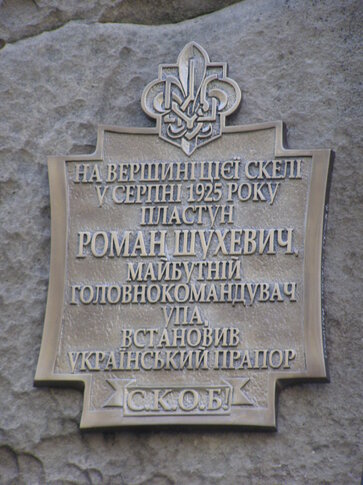 НА ВЕРШИНІ ЦІЄЇ СКЕЛІ
У СЕРПНІ 1925 РОКУ
ПЛАСТУН
РОМАН ШУХЕВИЧ,
МАЙБУТНІЙ
ГОЛОВНОКОМАНДУВАЧ
УПА,
ВСТАНОВИВ
УКРАЇНСЬКИЙ ПРАПОР
С.К.О.Б!